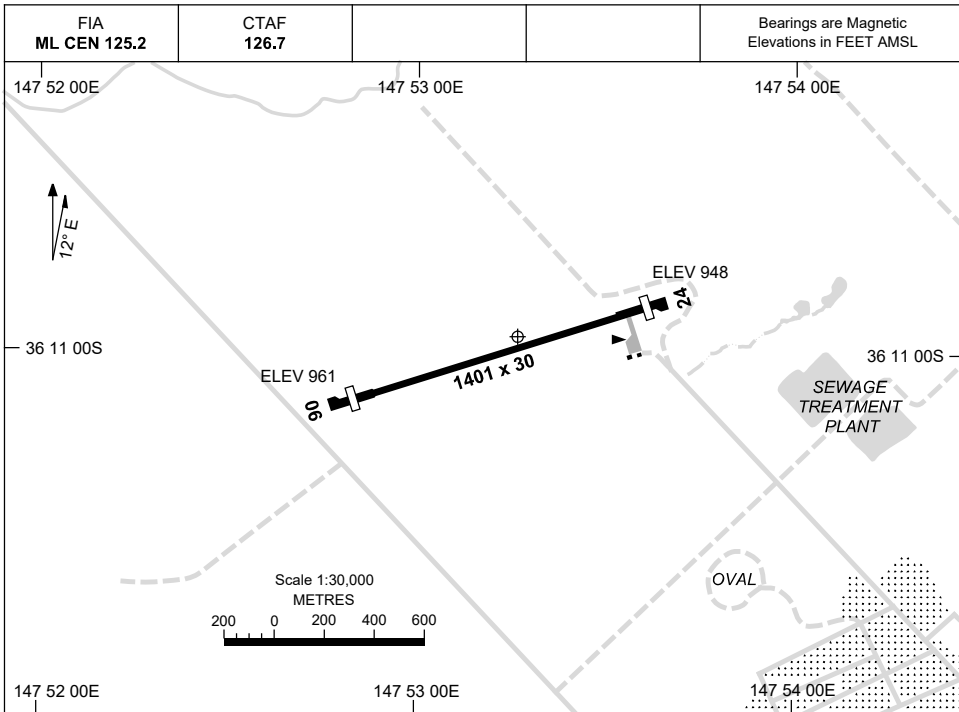 FIA
ML CEN 125.2
CTAF
126.7
Bearings are Magnetic
Elevations in FEET AMSL
147 52 00E
147 53 00E
147 54 00E
12° E
ELEV 948
24
36 11 00S
36 11 00S
ELEV 961
1401 x 30
06
SEWAGE
TREATMENT
PLANT
Scale 1:30,000
METRES
200 0 200 400 600
OVAL
147 52 00E
147 53 00E
147 54 00E